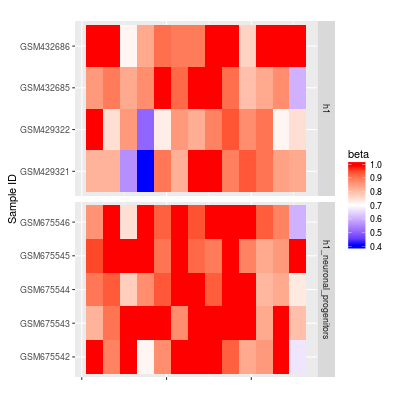 GSM432686
GSM432685
GSM429322
GSM429321
h1
GSM675546
GSM675545
GSM675544
GSM675543
GSM675542
h1_neuronal_progenitors
Sample ID
beta
1.0
0.9
0.8
0.7
0.6
0.5
0.4